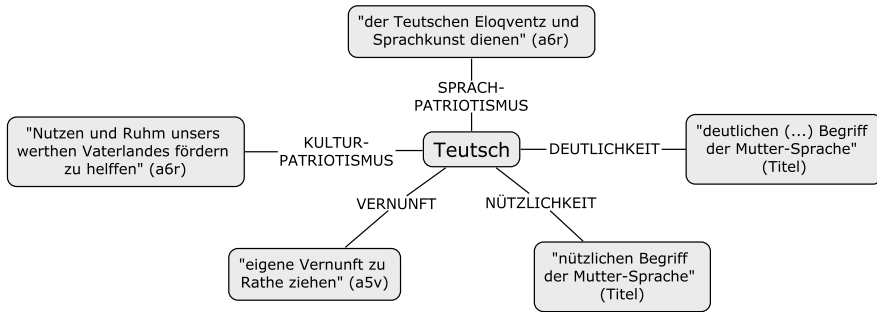 "der Teutschen Eloqventz und
Sprachkunst dienen" (a6r)
SPRACH-
PATRIOTISMUS
"Nutzen und Ruhm unsers
werthen Vaterlandes fördern
zu helffen" (a6r)
KULTUR-
PATRIOTISMUS
Teutsch
DEUTLICHKEIT
"deutlichen (...) Begriff
der Mutter-Sprache"
(Titel)
VERNUNFT
NÜTZLICHKEIT
"eigene Vernunft zu
Rathe ziehen" (a5v)
"nützlichen Begriff
der Mutter-Sprache"
(Titel)